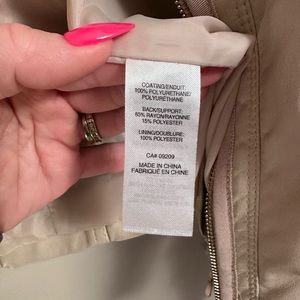 COATING/ENDUIT:
100% POLYURETHANE/
POLYURÉTHANE
BACK/SUPPORT:
85% RAYON/RAYONNE
15% POLYESTER
LINING/DOUBLURE:
100% POLYESTER
CA# 09209
MADE IN CHINA
FABRIQUÉ EN CHINE